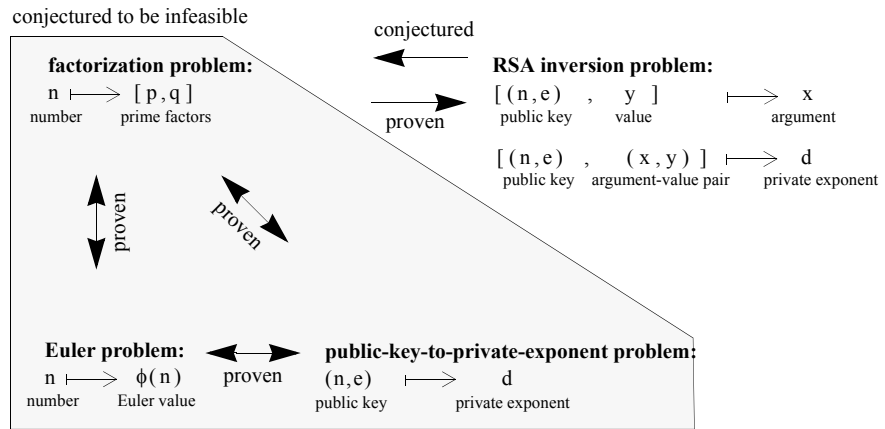 conjectured to be infeasible
conjectured
factorization problem:
n ⟼ [p,q]
number prime factors
proven
RSA inversion problem:
[(n,e) , y ] ⟼ x
public key value argument
[(n,e) , (x,y)] ⟼ d
public key argument-value pair private exponent
proven
proven
Euler problem:
n ⟼ ϕ(n)
number Euler value
proven
public-key-to-private-exponent problem:
(n,e) ⟼ d
public key private exponent